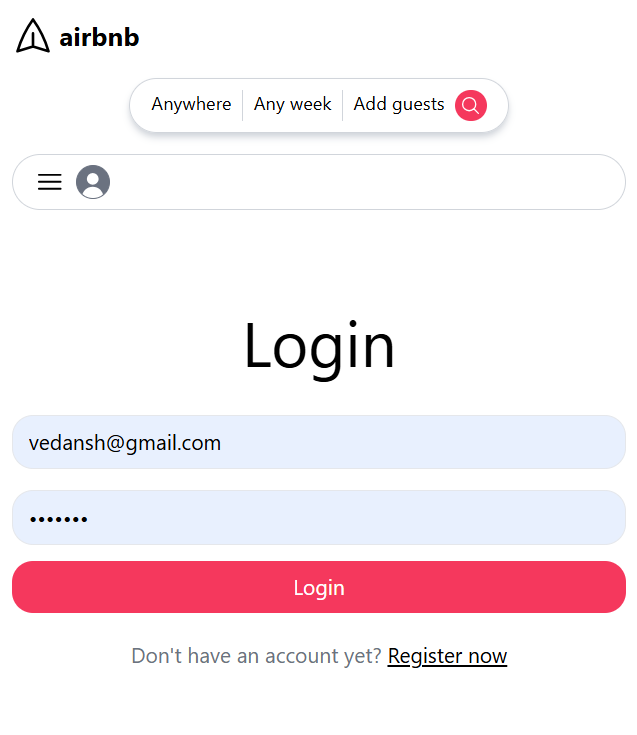 airbnb
Anywhere Any week Add guests
Login
vedansh@gmail.com
•••••••
Login
Don't have an account yet? Register now